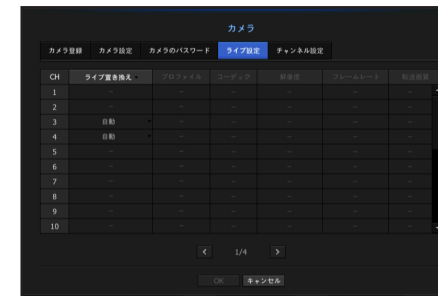 カメラ
カメラ登録 カメラ設定 カメラのパスワード ライブ設定 チャンネル設定
CH ライブ置き換え プロファイル コーデック 解像度 フレームレート 転送画質
1 - - - - - -
2 - - - - - -
3 自動 - - - - -
4 自動 - - - - -
5 - - - - - -
6 - - - - - -
7 - - - - - -
8 - - - - - -
9 - - - - - -
10 - - - - - -
< 1/4 >
OK キャンセル